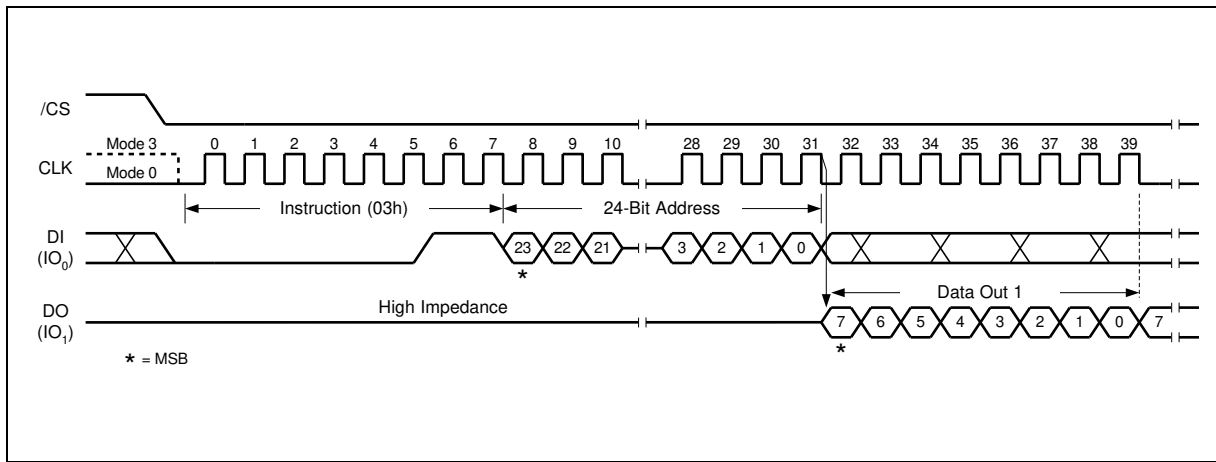 /CS
Mode 3 0 1 2 3 4 5 6 7 8 9 10 28 29 30 31 32 33 34 35 36 37 38 39
CLK
Mode 0
Instruction (03h) 24-Bit Address
DI
(IO0)
23 22 21 3 2 1 0
*
Data Out 1
High Impedance
DO
(IO1)
7 6 5 4 3 2 1 0 7
*
* = MSB